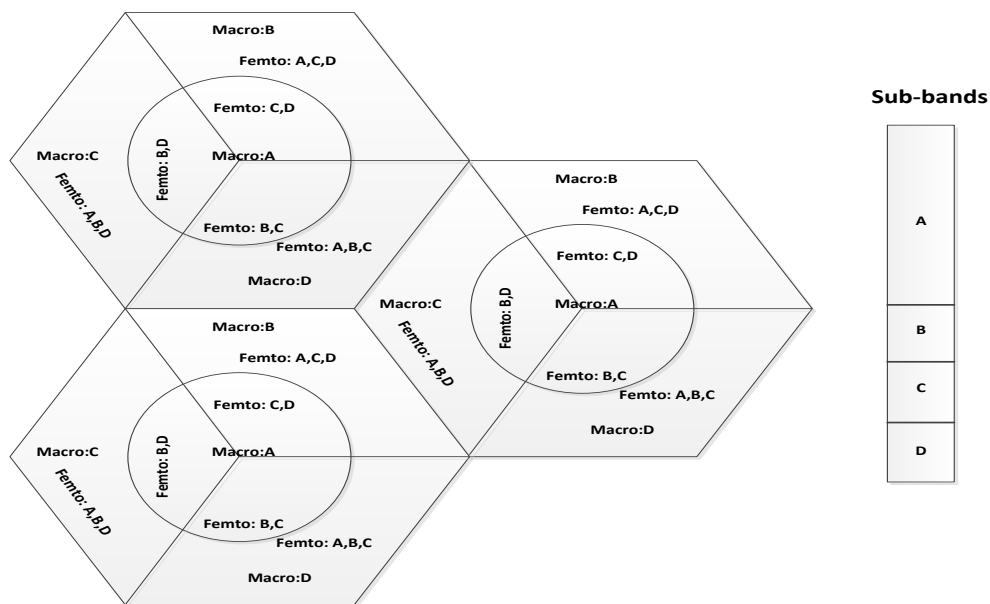 Macro:B
Femto: A,C,D
Femto: C,D
Macro:C
Femto: A,B,D
Femto: B,D
Macro:A
Femto: B,C
Femto: A,B,C
Macro:D
Macro:B
Femto: A,C,D
Femto: C,D
Macro:C
Femto: A,B,D
Femto: B,D
Macro:A
Femto: B,C
Femto: A,B,C
Macro:D
Macro:B
Femto: A,C,D
Femto: C,D
Macro:C
Femto: A,B,D
Femto: B,D
Macro:A
Femto: B,C
Femto: A,B,C
Macro:D
Sub-bands
A
B
C
D